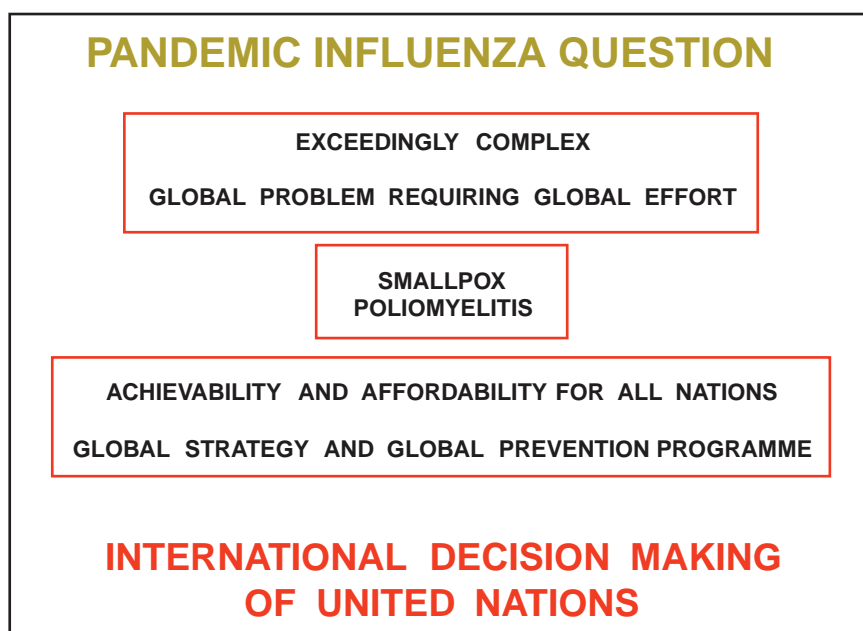 PANDEMIC INFLUENZA QUESTION
EXCEEDINGLY COMPLEX
GLOBAL PROBLEM REQUIRING GLOBAL EFFORT
SMALLPOX
POLIOMYELITIS
ACHIEVABILITY AND AFFORDABILITY FOR ALL NATIONS
GLOBAL STRATEGY AND GLOBAL PREVENTION PROGRAMME
INTERNATIONAL DECISION MAKING
OF UNITED NATIONS